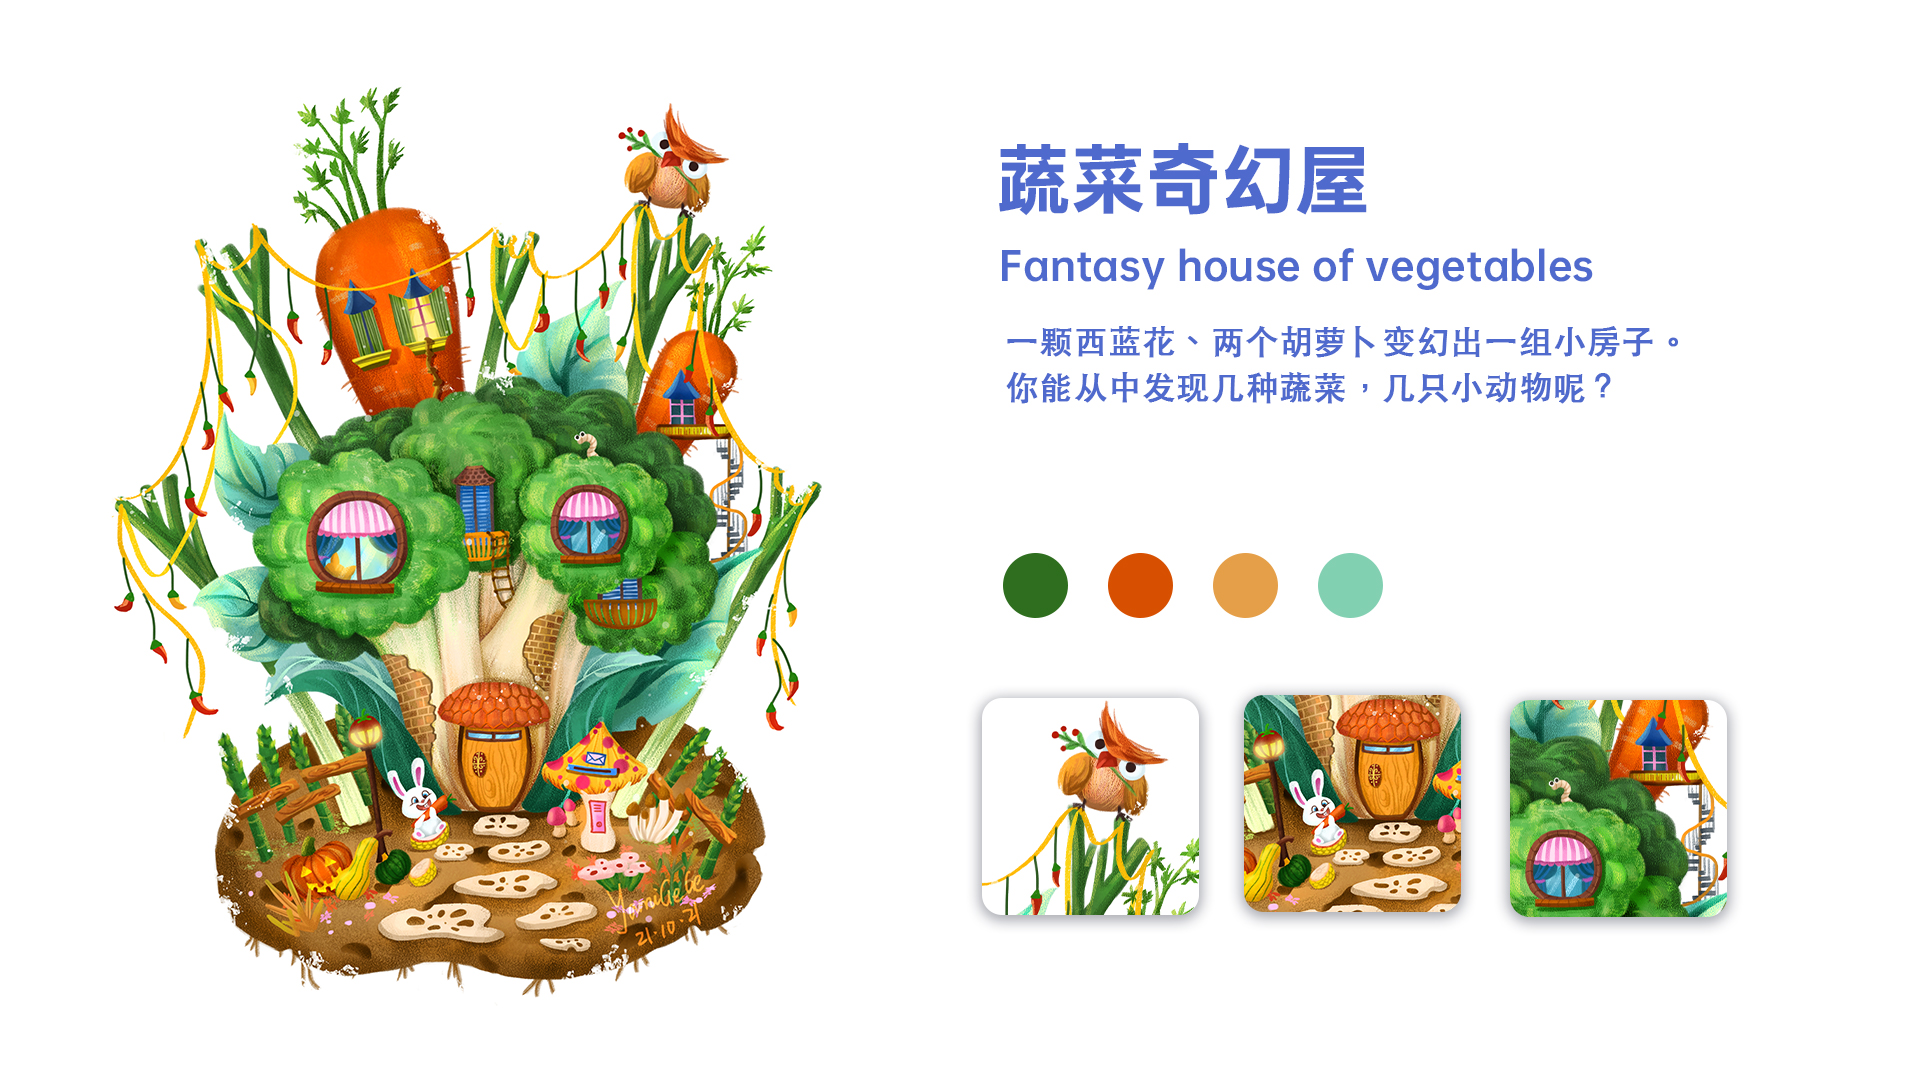 蔬菜奇幻屋
Fantasy house of vegetables
一颗西蓝花、两个胡萝卜变幻出一组小房子。
你能从中发现几种蔬菜，几只小动物呢？
21.10.21